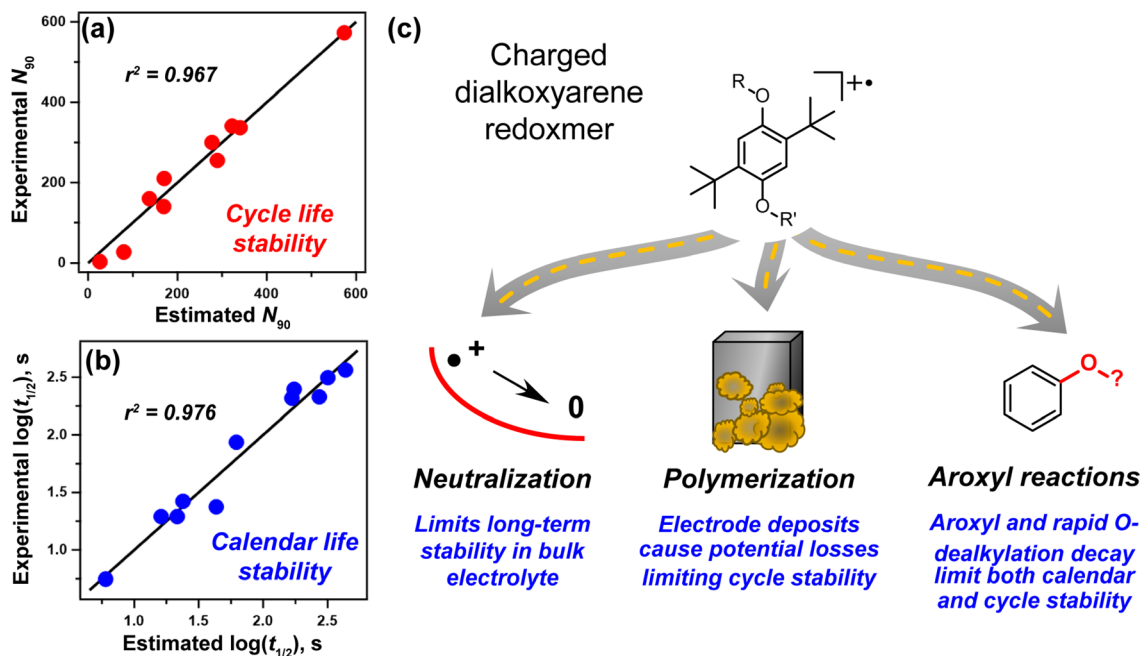 (a)
r² = 0.967
Cycle life
stability
Experimental N₉₀
600
400
200
0
0
200
400
600
Estimated N₉₀
(b)
r² = 0.976
Calendar life
stability
Experimental log(t₁/₂), s
2.5
2.0
1.5
1.0
1.0
1.5
2.0
2.5
Estimated log(t₁/₂), s
(c)
Charged
dialkoxyarene
redoxmer
R
O
+•
O
R'
+
0
Neutralization
Limits long-term
stability in bulk
electrolyte
Polymerization
Electrode deposits
cause potential losses
limiting cycle stability
O
?
Aroxyl reactions
Aroxyl and rapid O-
dealkylation decay
limit both calendar
and cycle stability